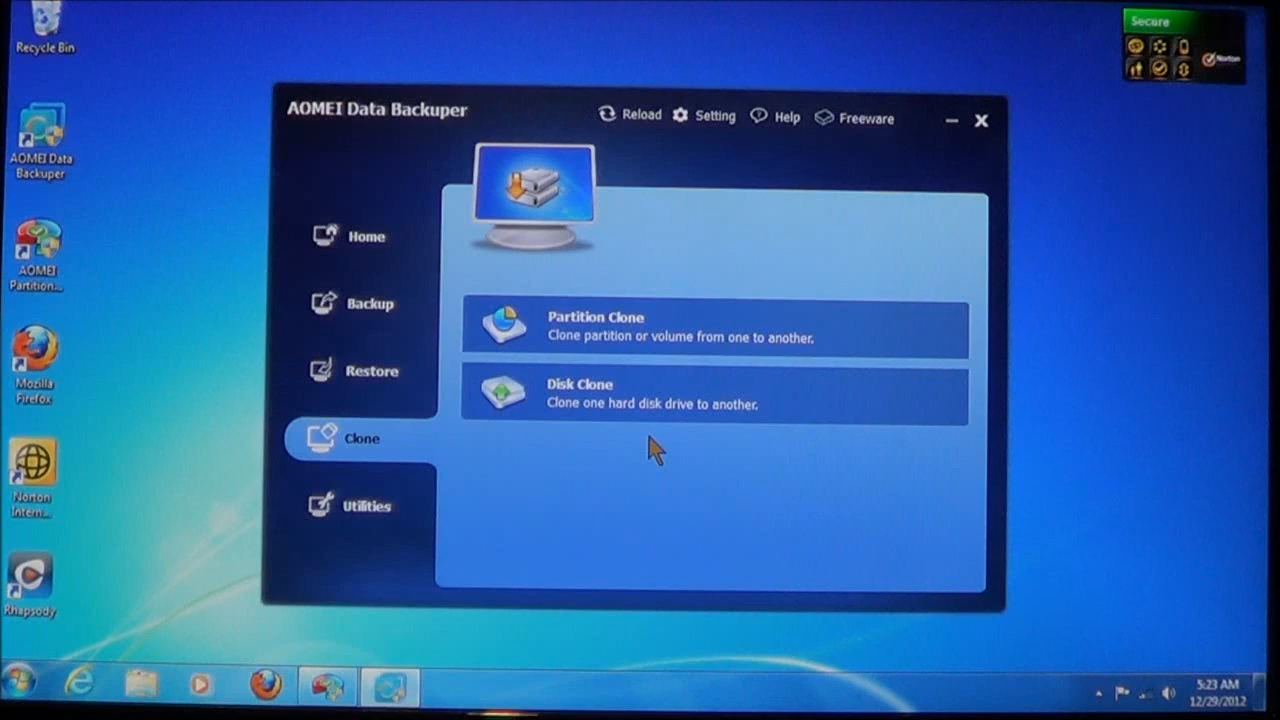 Recycle Bin
AOMEI Data
Backuper
AOMEI
Partition...
Mozilla
Firefox
Norton
Intern...
Rhapsody
Secure
Norton
AOMEI Data Backuper
Reload
Setting
Help
Freeware
Home
Backup
Restore
Clone
Utilities
Partition Clone
Clone partition or volume from one to another.
Disk Clone
Clone one hard disk drive to another.
5:23 AM
12/29/2012